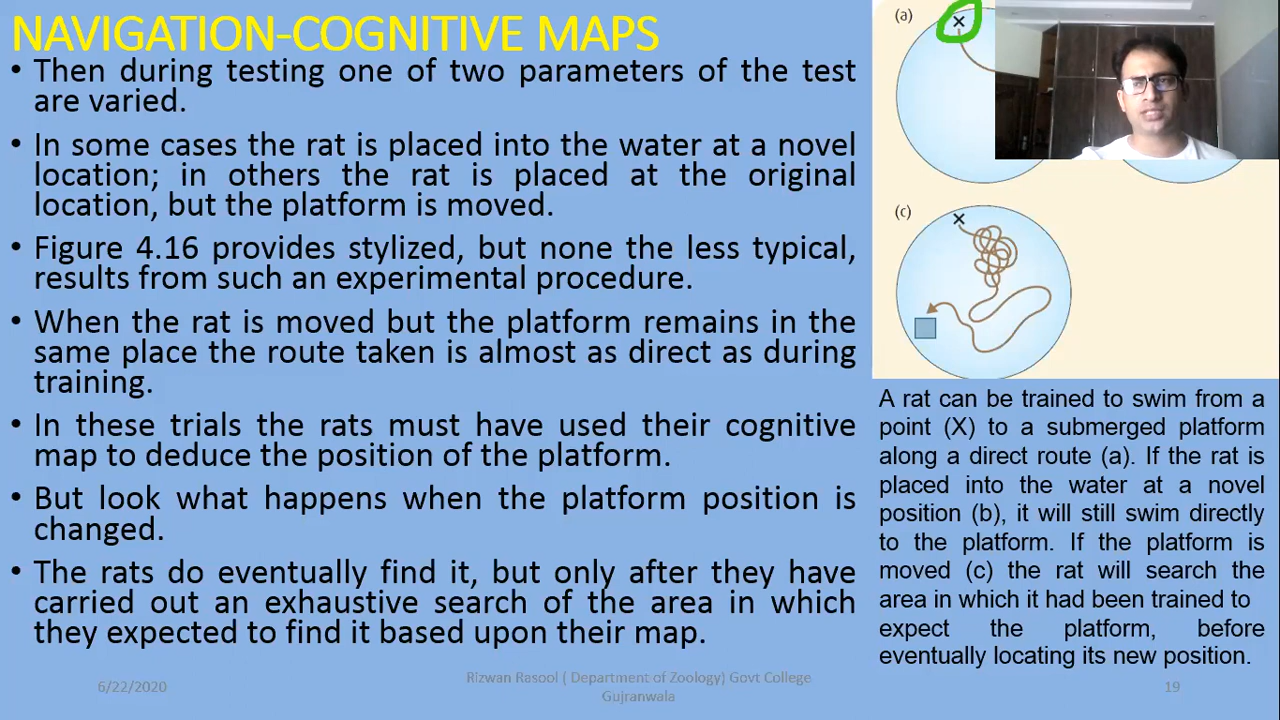 NAVIGATION-COGNITIVE MAPS
• Then during testing one of two parameters of the test
are varied.
• In some cases the rat is placed into the water at a novel
location; in others the rat is placed at the original
location, but the platform is moved.
• Figure 4.16 provides stylized, but none the less typical,
results from such an experimental procedure.
• When the rat is moved but the platform remains in the
same place the route taken is almost as direct as during
training.
• In these trials the rats must have used their cognitive
map to deduce the position of the platform.
• But look what happens when the platform position is
changed.
• The rats do eventually find it, but only after they have
carried out an exhaustive search of the area in which
they expected to find it based upon their map.
(a)
X
(c)
X
A rat can be trained to swim from a
point (X) to a submerged platform
along a direct route (a). If the rat is
placed into the water at a novel
position (b), it will still swim directly
to the platform. If the platform is
moved (c) the rat will search the
area in which it had been trained to
expect the platform, before
eventually locating its new position.
6/22/2020
Rizwan Rasool ( Department of Zoology) Govt College
Gujranwala
19